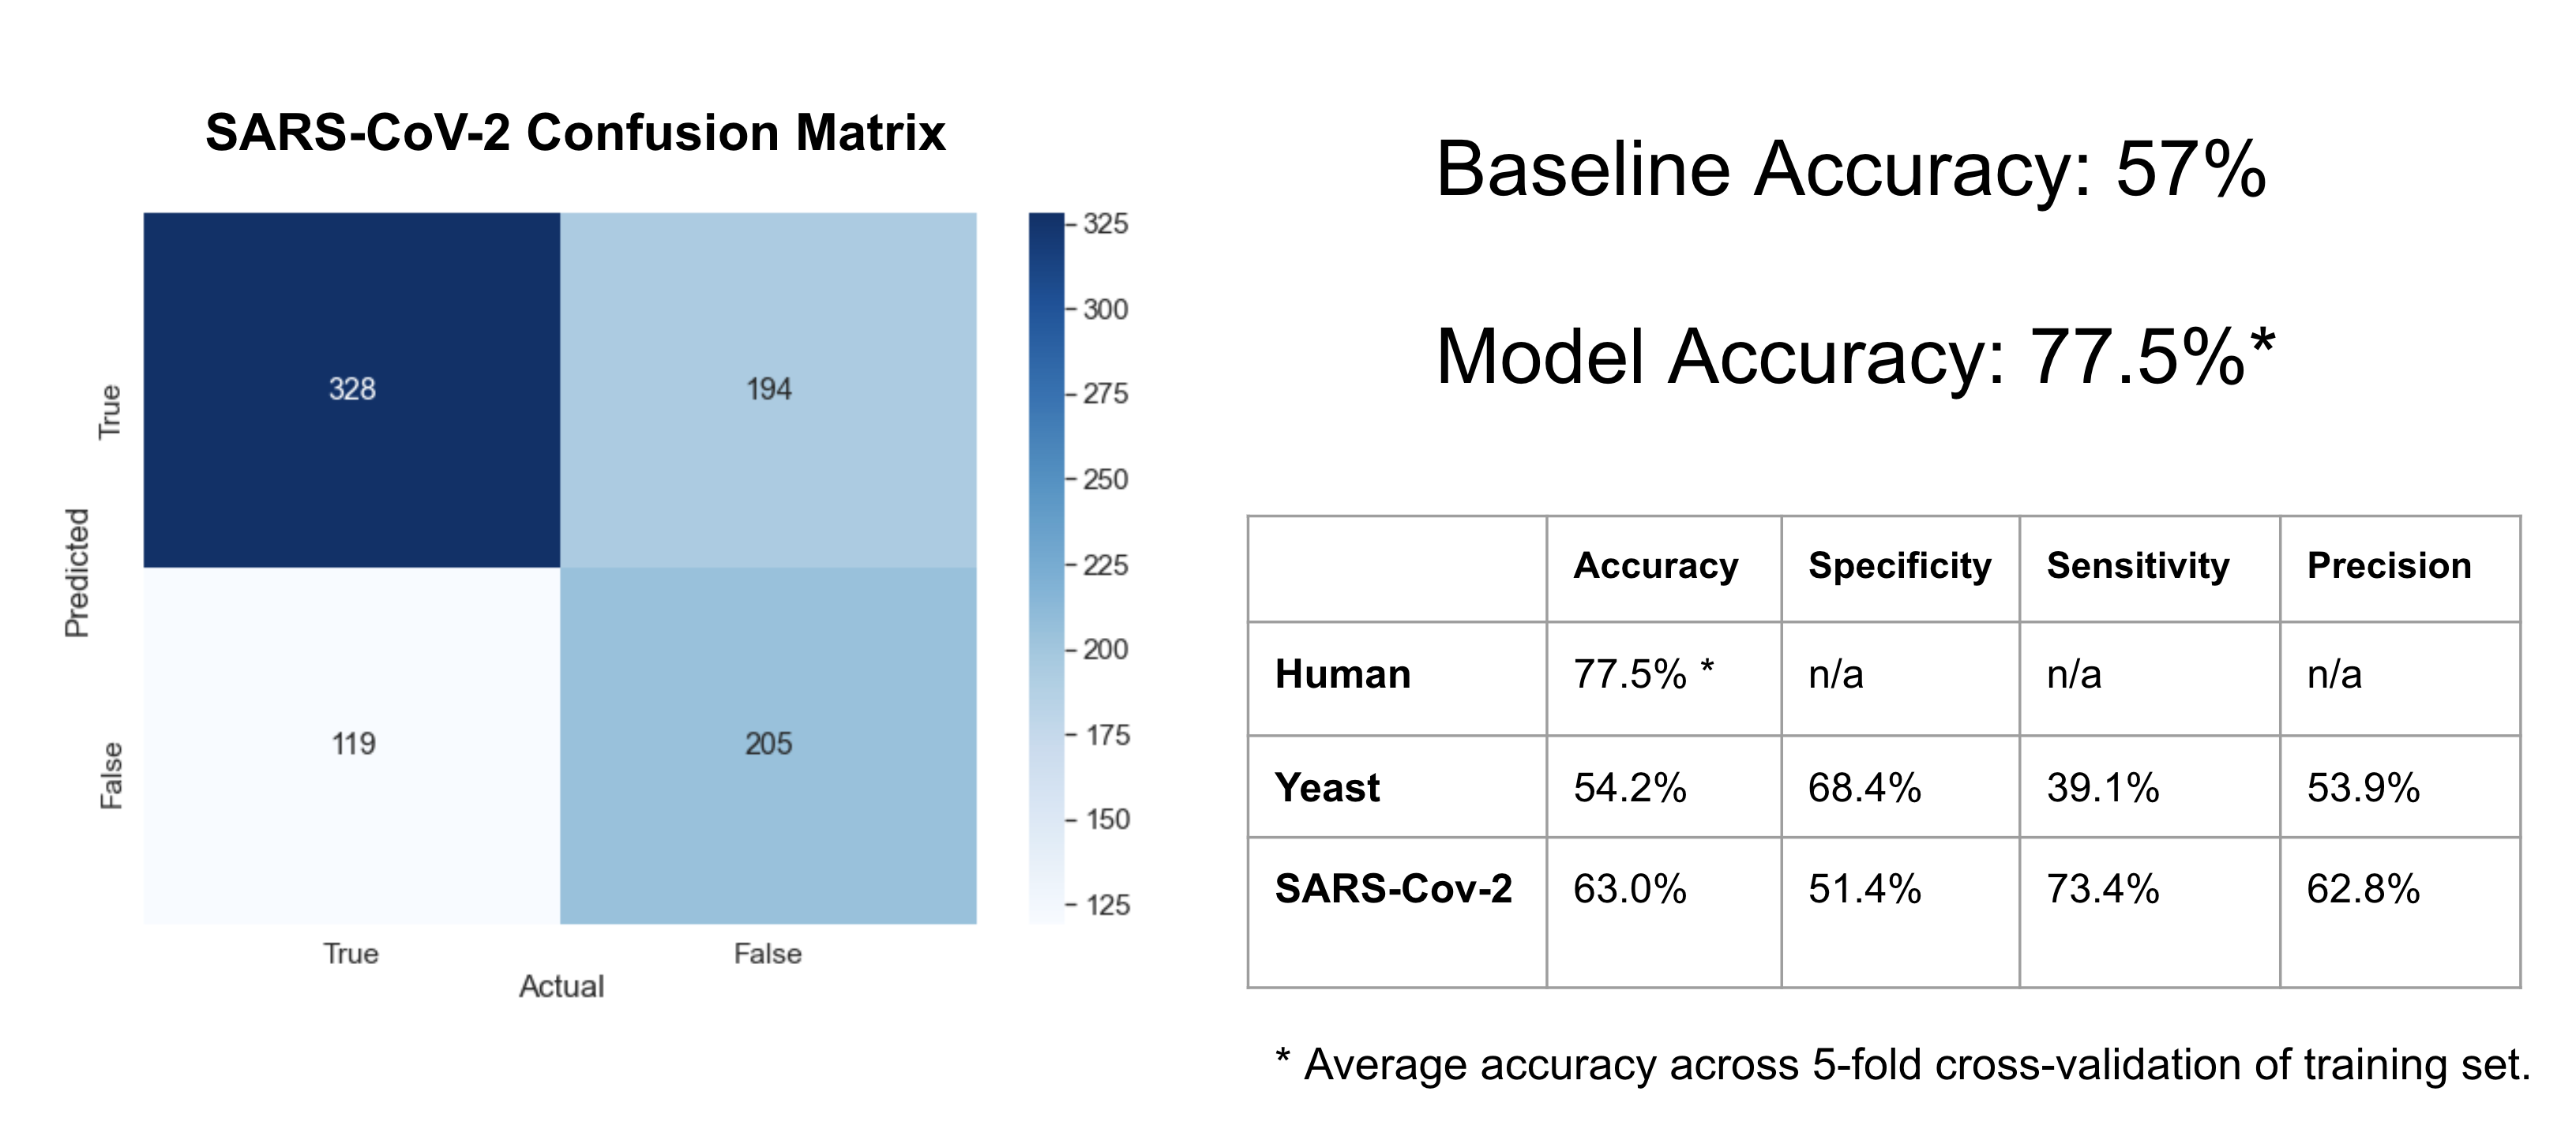 SARS-CoV-2 Confusion Matrix
325
300
275
250
225
200
175
150
125
328 194
119 205
True
False
Predicted
True False
Actual
Baseline Accuracy: 57%
Model Accuracy: 77.5%*
Accuracy Specificity Sensitivity Precision
Human 77.5% * n/a n/a n/a
Yeast 54.2% 68.4% 39.1% 53.9%
SARS-Cov-2 63.0% 51.4% 73.4% 62.8%
* Average accuracy across 5-fold cross-validation of training set.